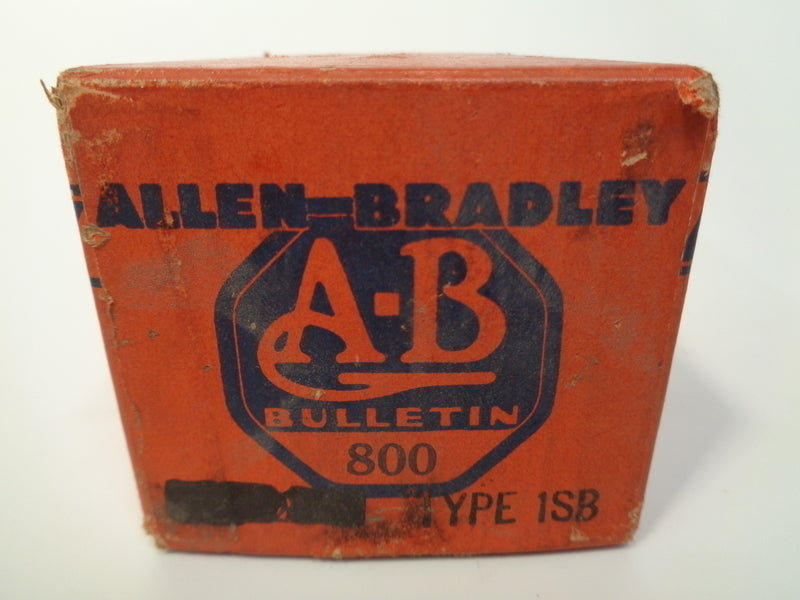 ALLEN-BRADLEY
A-B
BULLETIN
800
TYPE 1SB